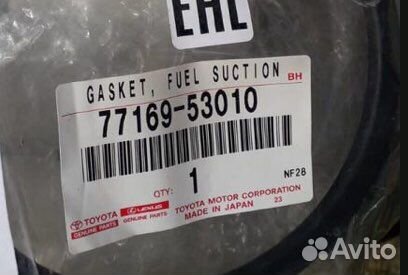 EAC
GASKET, FUEL SUCTION BH
77169-53010
QTY: 1 NF28
TOYOTA GENUINE PARTS LEXUS GENUINE PARTS TOYOTA MOTOR CORPORATION
MADE IN JAPAN 23
Avito